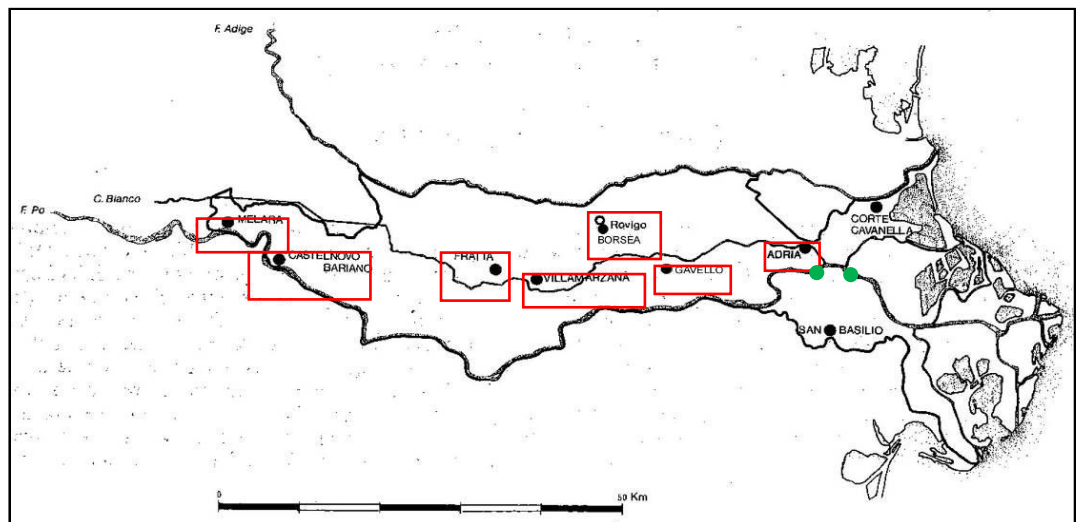 F. Adige
C. Bianco
F. Po
MELARA
CASTELNOVO
BARIANO
FRATTA
VILLAMARZANA
Rovigo
BORSEA
GAVELLO
ADRIA
CORTE
CAVANELLA
SAN BASILIO
0
50 Km